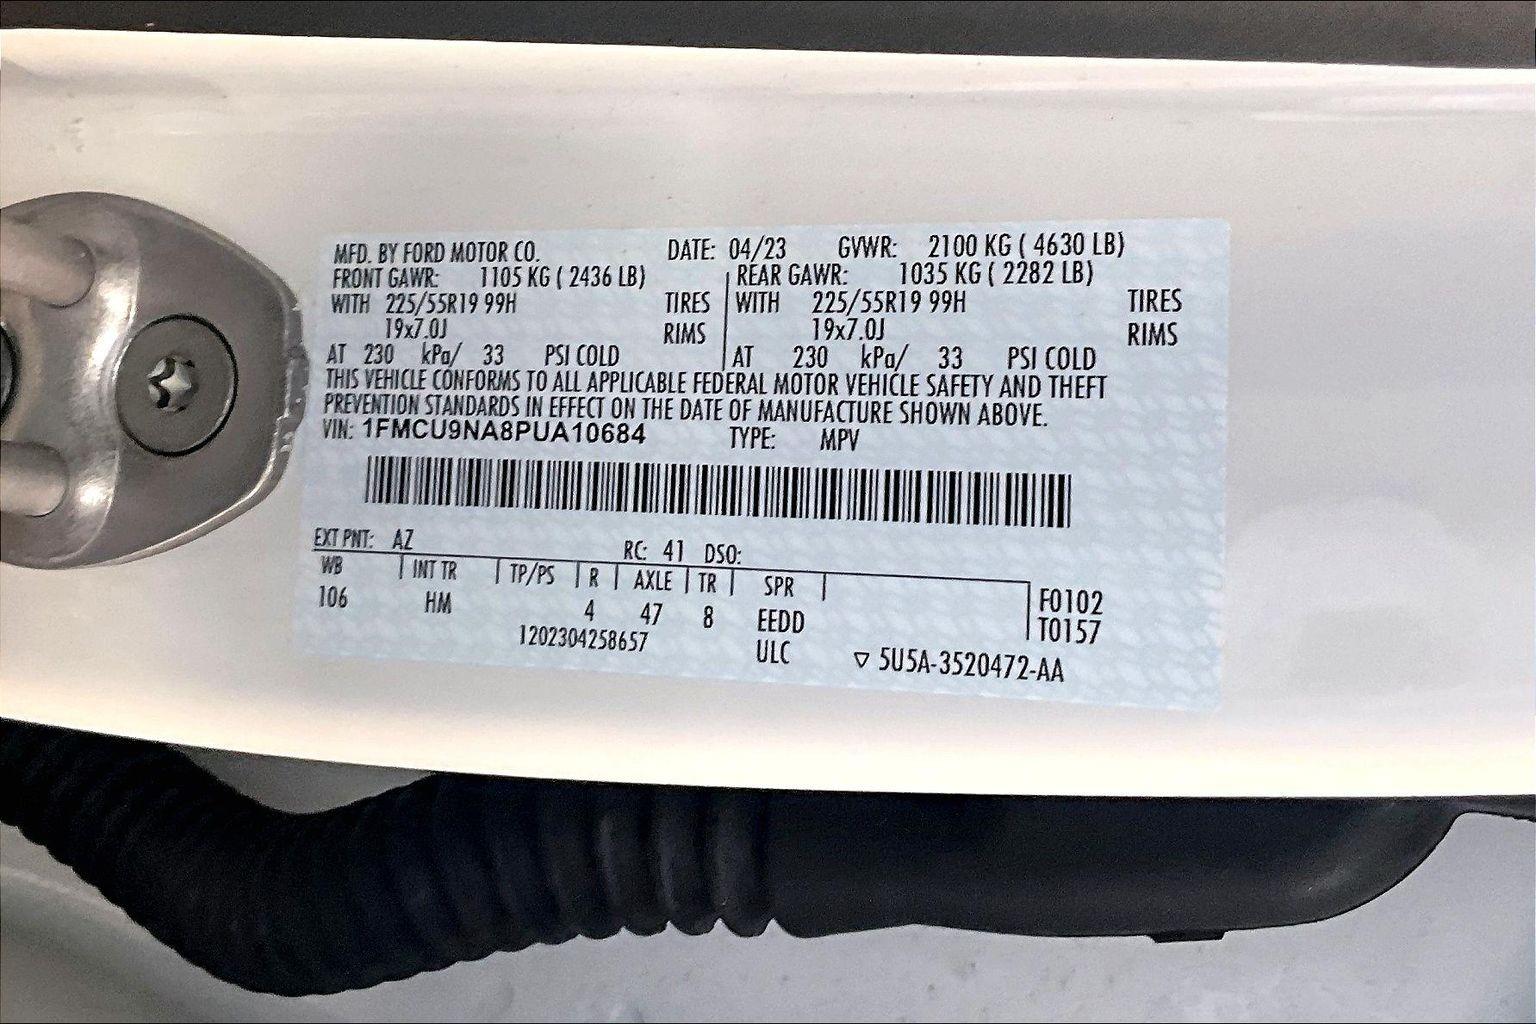 MFD. BY FORD MOTOR CO. DATE: 04/23 GVWR: 2100 KG ( 4630 LB)
FRONT GAWR: 1105 KG ( 2436 LB) REAR GAWR: 1035 KG ( 2282 LB)
WITH 225/55R19 99H TIRES WITH 225/55R19 99H TIRES
19x7.0J RIMS 19x7.0J RIMS
AT 230 kPa/ 33 PSI COLD AT 230 kPa/ 33 PSI COLD
THIS VEHICLE CONFORMS TO ALL APPLICABLE FEDERAL MOTOR VEHICLE SAFETY AND THEFT
PREVENTION STANDARDS IN EFFECT ON THE DATE OF MANUFACTURE SHOWN ABOVE.
VIN: 1FMCU9NA8PUA10684 TYPE: MPV
EXT PNT: AZ RC: 41 DSO:
WB INT TR TP/PS R AXLE TR SPR
106 HM 4 47 8 EEDD F0102
1202304258657 ULC T0157
▽ 5U5A-3520472-AA